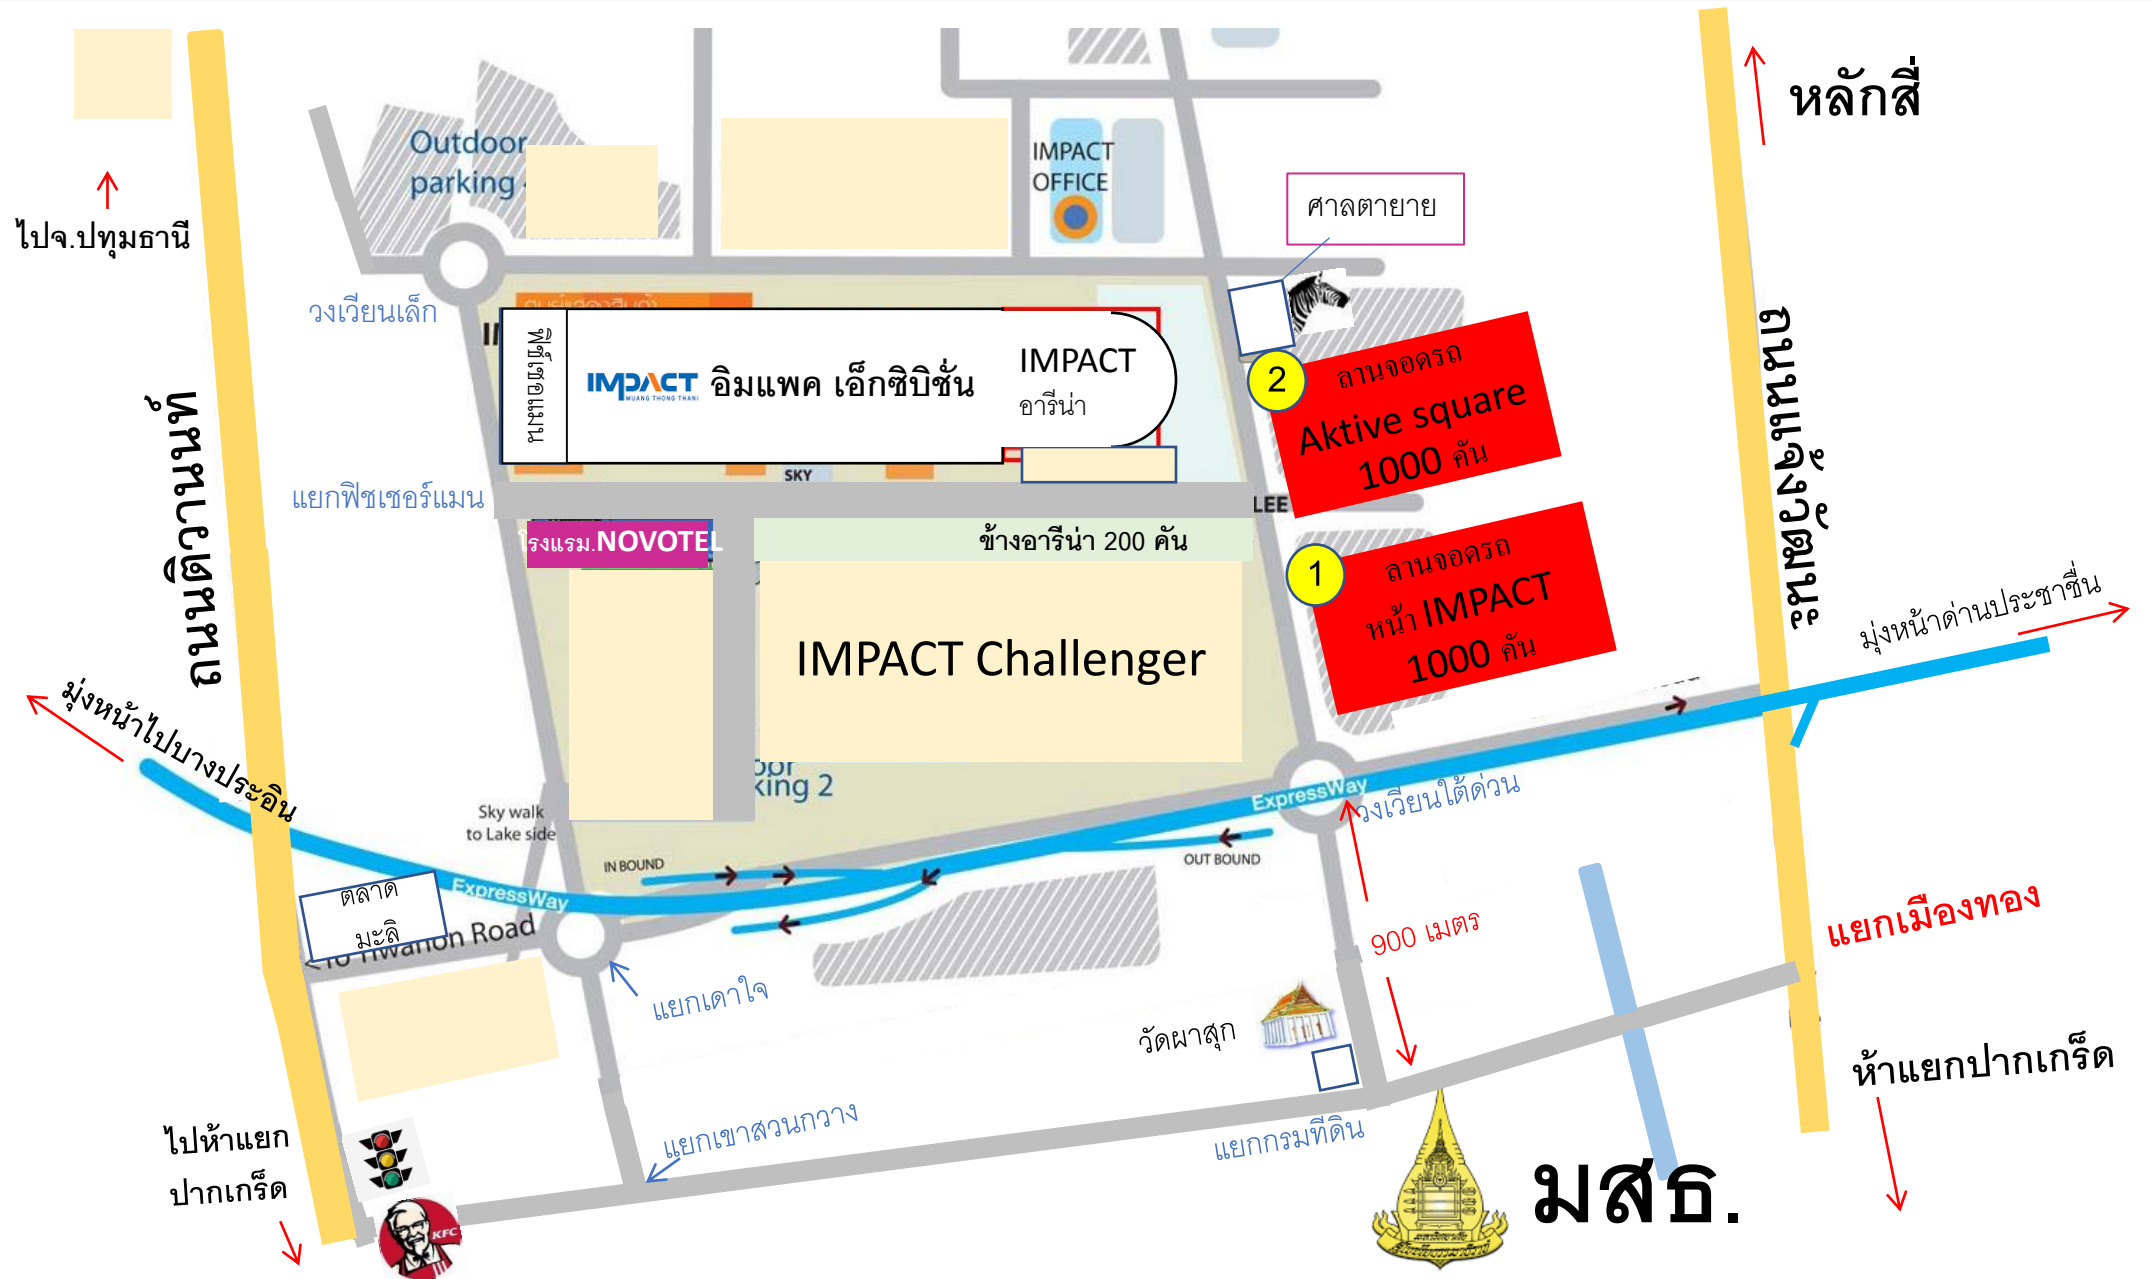 หลักสี่
Outdoor
parking
IMPACT
OFFICE
ศาลตายาย
ไปจ.ปทุมธานี
วงเวียนเล็ก
ฟิชเชอแมน
IMPACT
MUANG THONG THANI
อิมแพค เอ็กซิบิชั่น
IMPACT
อารีน่า
2
ลานจอดรถ
Aktive square
1000 คัน
ถนนแจ้งวัฒนะ
ถนนติวานนท์
SKY
แยกฟิชเชอร์แมน
LEE
โรงแรม.NOVOTEL
ข้างอารีน่า 200 คัน
1
ลานจอดรถ
หน้า IMPACT
1000 คัน
มุ่งหน้าด่านประชาชื่น
IMPACT Challenger
มุ่งหน้าไปบางปะอิน
king 2
ExpressWay
วงเวียนใต้ด่วน
Sky walk
to Lake side
IN BOUND
OUT BOUND
ตลาด
มะลิ
ExpressWay
Road
900 เมตร
แยกเมืองทอง
แยกเดาใจ
วัดผาสุก
ห้าแยกปากเกร็ด
ไปห้าแยก
ปากเกร็ด
แยกเขาสวนกวาง
แยกกรมที่ดิน
มสธ.
KFC